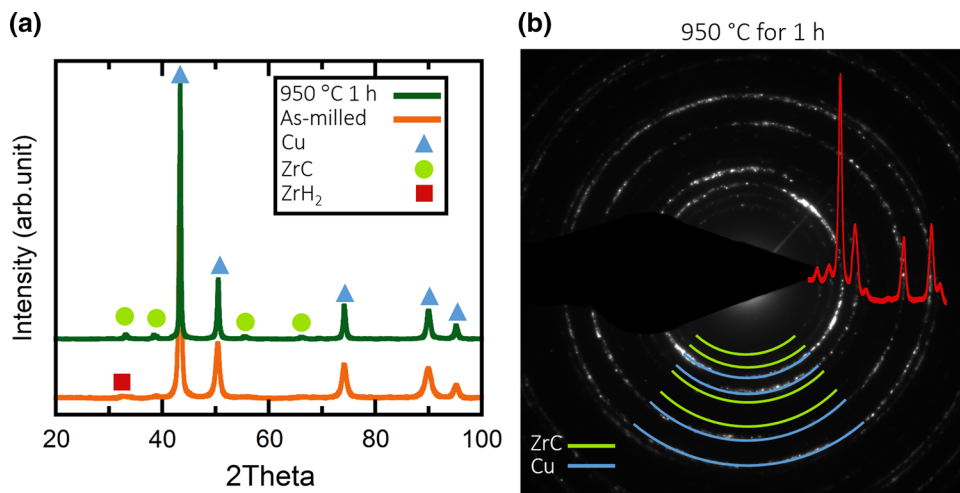 (a)
950 °C 1 h
As-milled
Cu
ZrC
ZrH₂
Intensity (arb.unit)
20 40 60 80 100
2Theta
(b)
950 °C for 1 h
ZrC
Cu